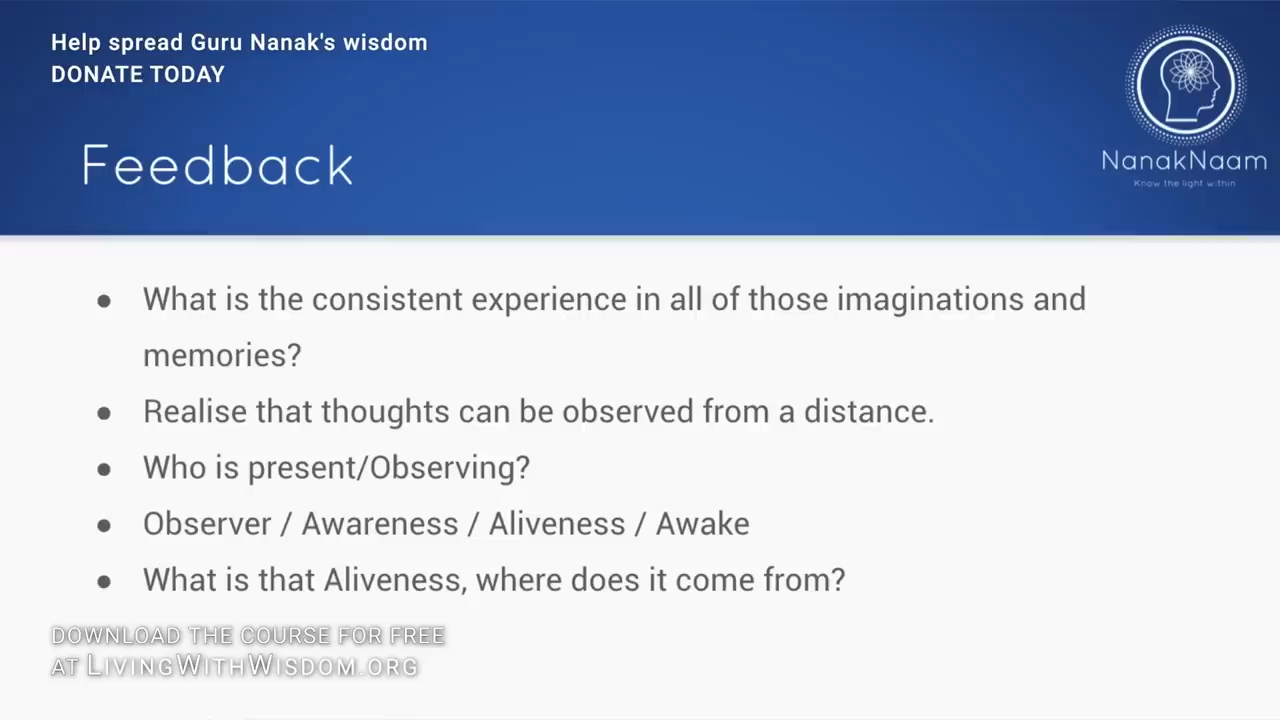 Help spread Guru Nanak's wisdom
DONATE TODAY
Feedback
NanakNaam
Know the light within
● What is the consistent experience in all of those imaginations and
memories?
● Realise that thoughts can be observed from a distance.
● Who is present/Observing?
● Observer / Awareness / Aliveness / Awake
● What is that Aliveness, where does it come from?
DOWNLOAD THE COURSE FOR FREE
AT LIVINGWITHWISDOM.ORG